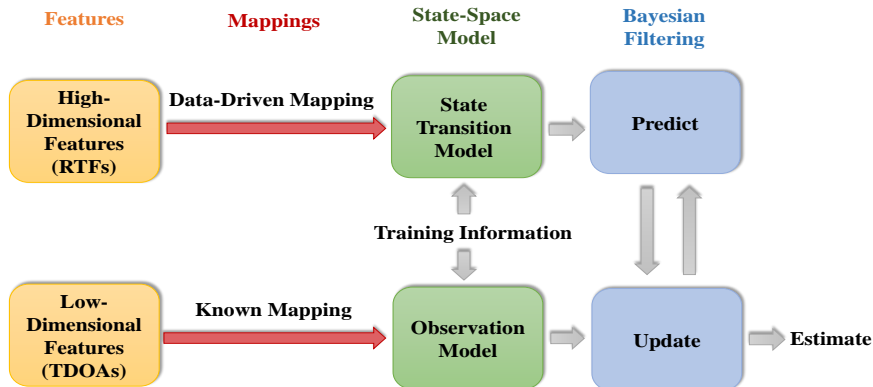 Features
Mappings
State-Space
Model
Bayesian
Filtering
High-
Dimensional
Features
(RTFs)
Data-Driven Mapping
State
Transition
Model
Predict
Training Information
Low-
Dimensional
Features
(TDOAs)
Known Mapping
Observation
Model
Update
Estimate